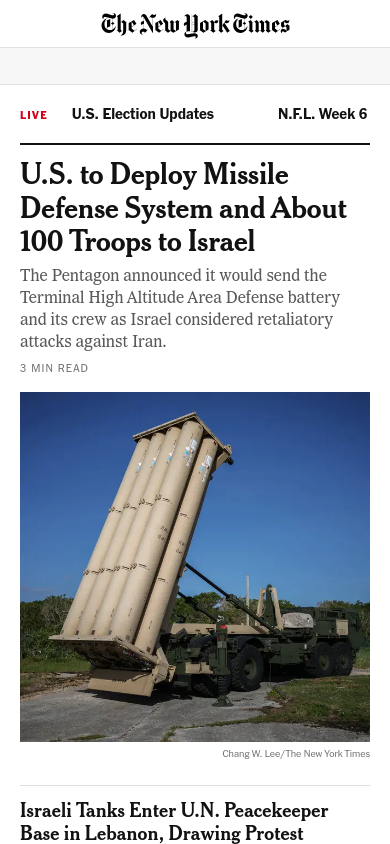 The New York Times
LIVE U.S. Election Updates N.F.L. Week 6
U.S. to Deploy Missile
Defense System and About
100 Troops to Israel
The Pentagon announced it would send the
Terminal High Altitude Area Defense battery
and its crew as Israel considered retaliatory
attacks against Iran.
3 MIN READ
Chang W. Lee/The New York Times
Israeli Tanks Enter U.N. Peacekeeper
Base in Lebanon, Drawing Protest